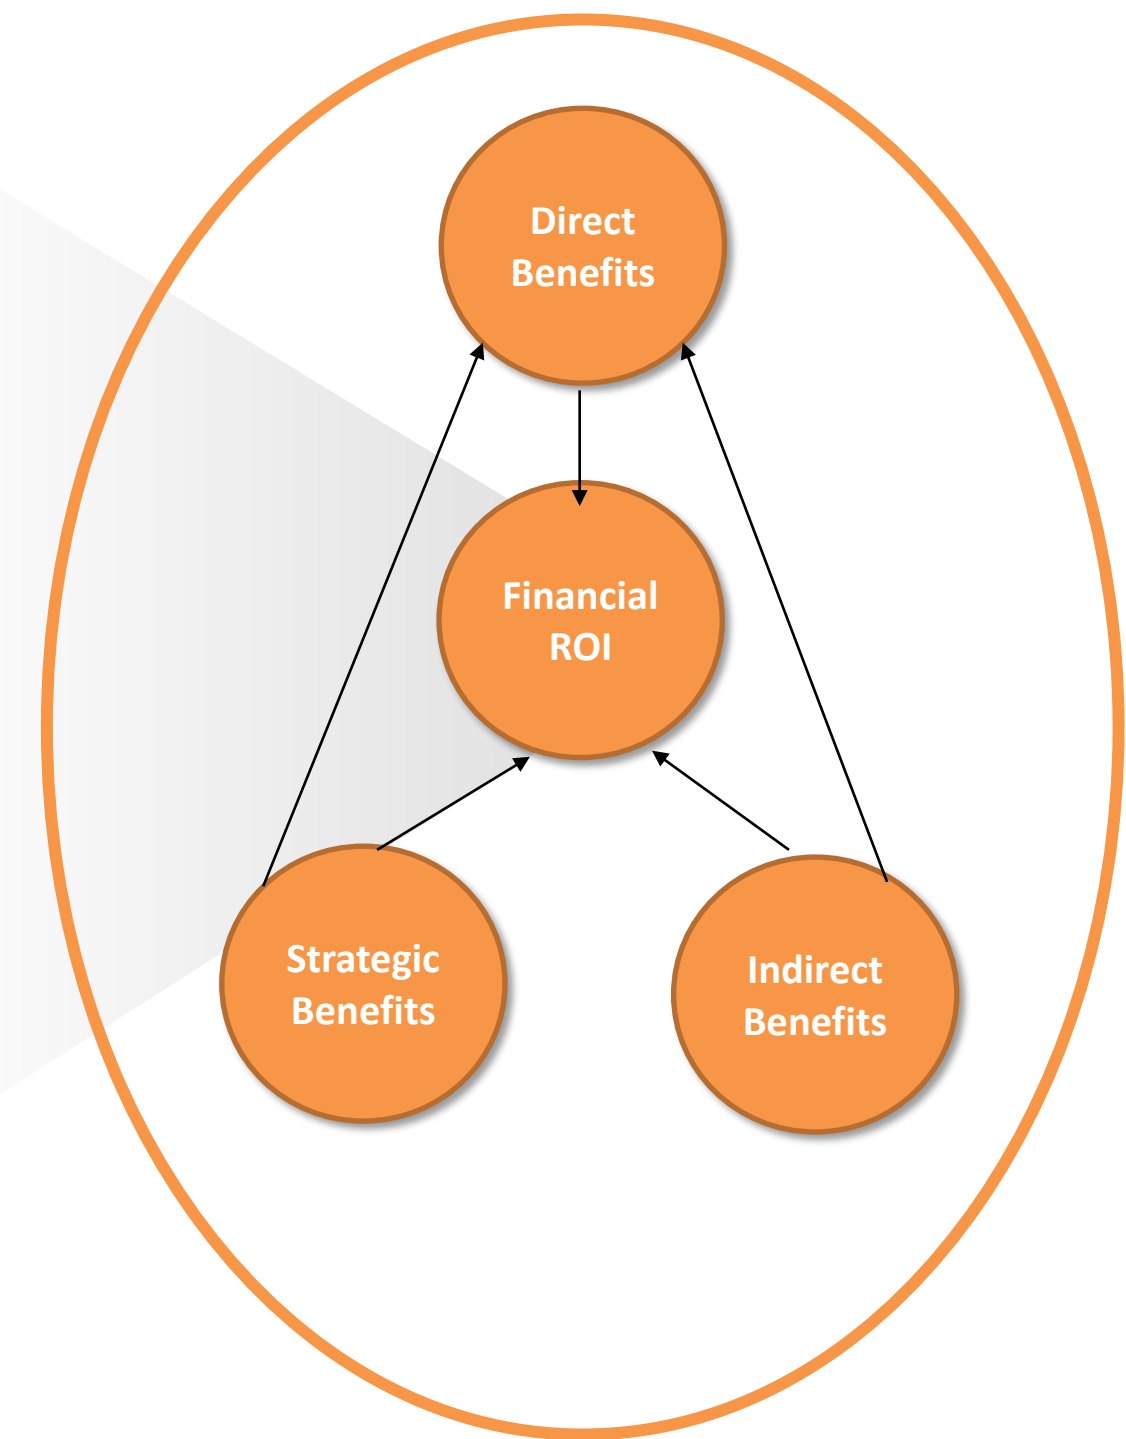 Direct
Benefits
Financial
ROI
Strategic
Benefits
Indirect
Benefits